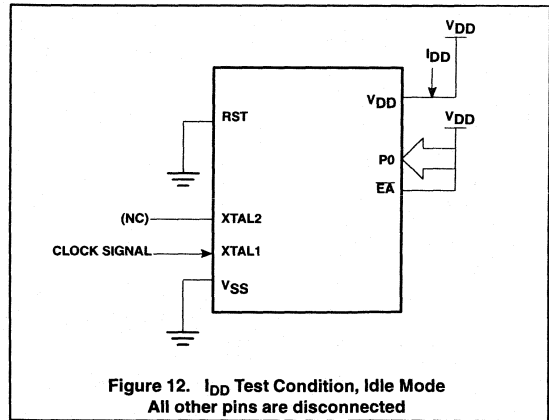 VDD
IDD
VDD
RST
VDD
P0
EA
(NC)
XTAL2
CLOCK SIGNAL
XTAL1
VSS
Figure 12. IDD Test Condition, Idle Mode
All other pins are disconnected